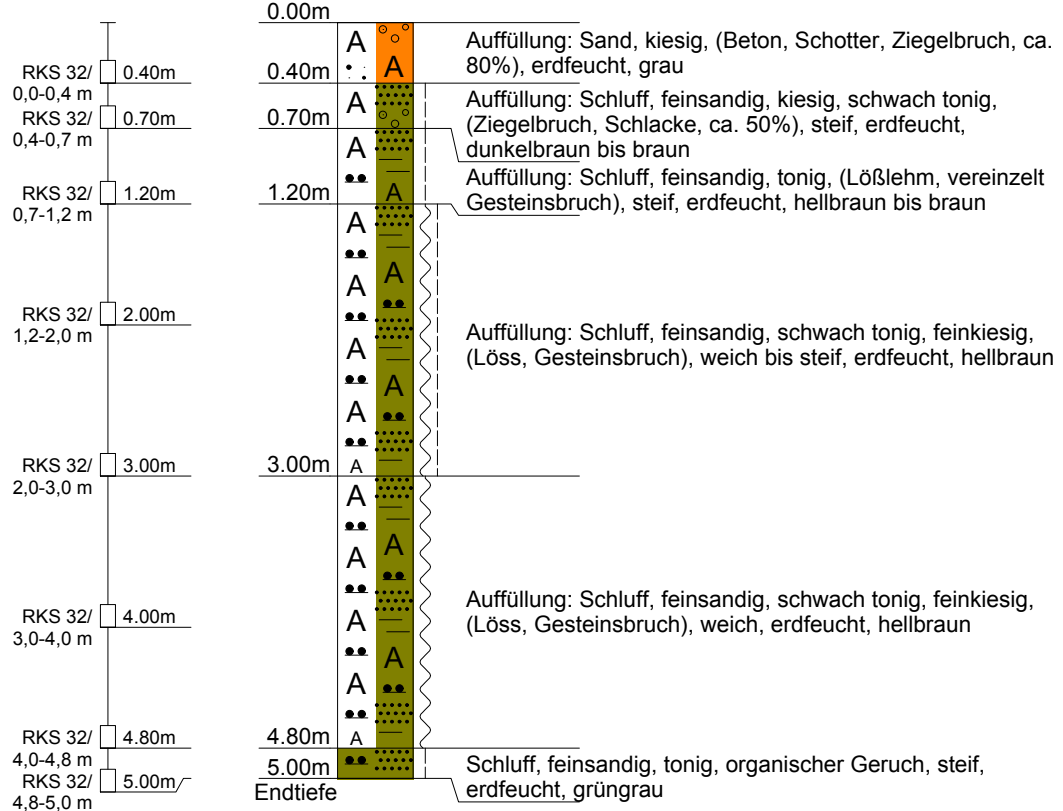 0.00m
A
Auffüllung: Sand, kiesig, (Beton, Schotter, Ziegelbruch, ca.
80%), erdfeucht, grau
RKS 32/
0,0-0,4 m
0.40m
0.40m
A
A
Auffüllung: Schluff, feinsandig, kiesig, schwach tonig,
(Ziegelbruch, Schlacke, ca. 50%), steif, erdfeucht,
dunkelbraun bis braun
RKS 32/
0,4-0,7 m
0.70m
0.70m
A
Auffüllung: Schluff, feinsandig, tonig, (Lößlehm, vereinzelt
Gesteinsbruch), steif, erdfeucht, hellbraun bis braun
RKS 32/
0,7-1,2 m
1.20m
1.20m
A
A
A
A
RKS 32/
1,2-2,0 m
2.00m
A
Auffüllung: Schluff, feinsandig, schwach tonig, feinkiesig,
(Löss, Gesteinsbruch), weich bis steif, erdfeucht, hellbraun
A
A
A
RKS 32/
2,0-3,0 m
3.00m
3.00m
A
A
A
A
RKS 32/
3,0-4,0 m
4.00m
A
Auffüllung: Schluff, feinsandig, schwach tonig, feinkiesig,
(Löss, Gesteinsbruch), weich, erdfeucht, hellbraun
A
A
RKS 32/
4,0-4,8 m
4.80m
4.80m
A
RKS 32/
4,8-5,0 m
5.00m
5.00m
Endtiefe
Schluff, feinsandig, tonig, organischer Geruch, steif,
erdfeucht, grüngrau